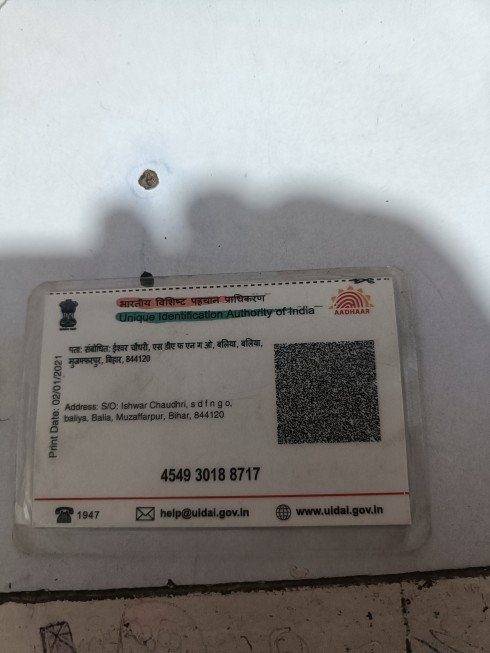 भारतीय विशिष्ट पहचान प्राधिकरण
Unique Identification Authority of India
AADHAAR
पता: संबोधित: ईश्वर चौधरी, एस डीए फ एन ग ओ, बलिया, बलिया,
मुजफ्फरपुर, बिहार, 844120
Print Date: 02/01/2021
Address: S/O: Ishwar Chaudhri, s d f n g o,
baliya, Balia, Muzaffarpur, Bihar, 844120
4549 3018 8717
1947
help@uidai.gov.in
www.uidai.gov.in